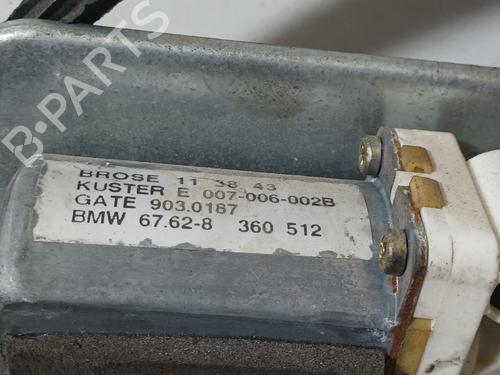 B-PARTS
BROSE 11 38 43
KUSTER E 007-006-002B
GATE 903.0187
BMW 67.62-8 360 512